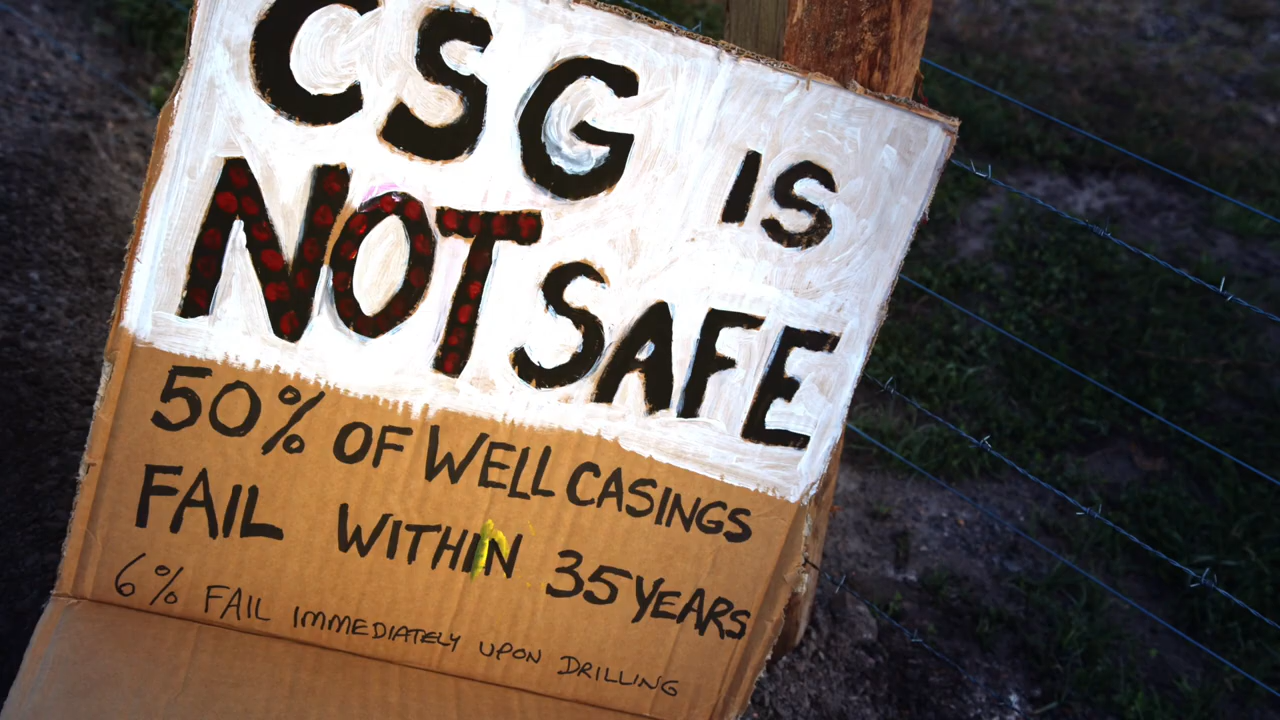 CSG IS
NOT SAFE
50% OF WELL CASINGS
FAIL WITHIN 35 YEARS
6% FAIL IMMEDIATELY UPON DRILLING